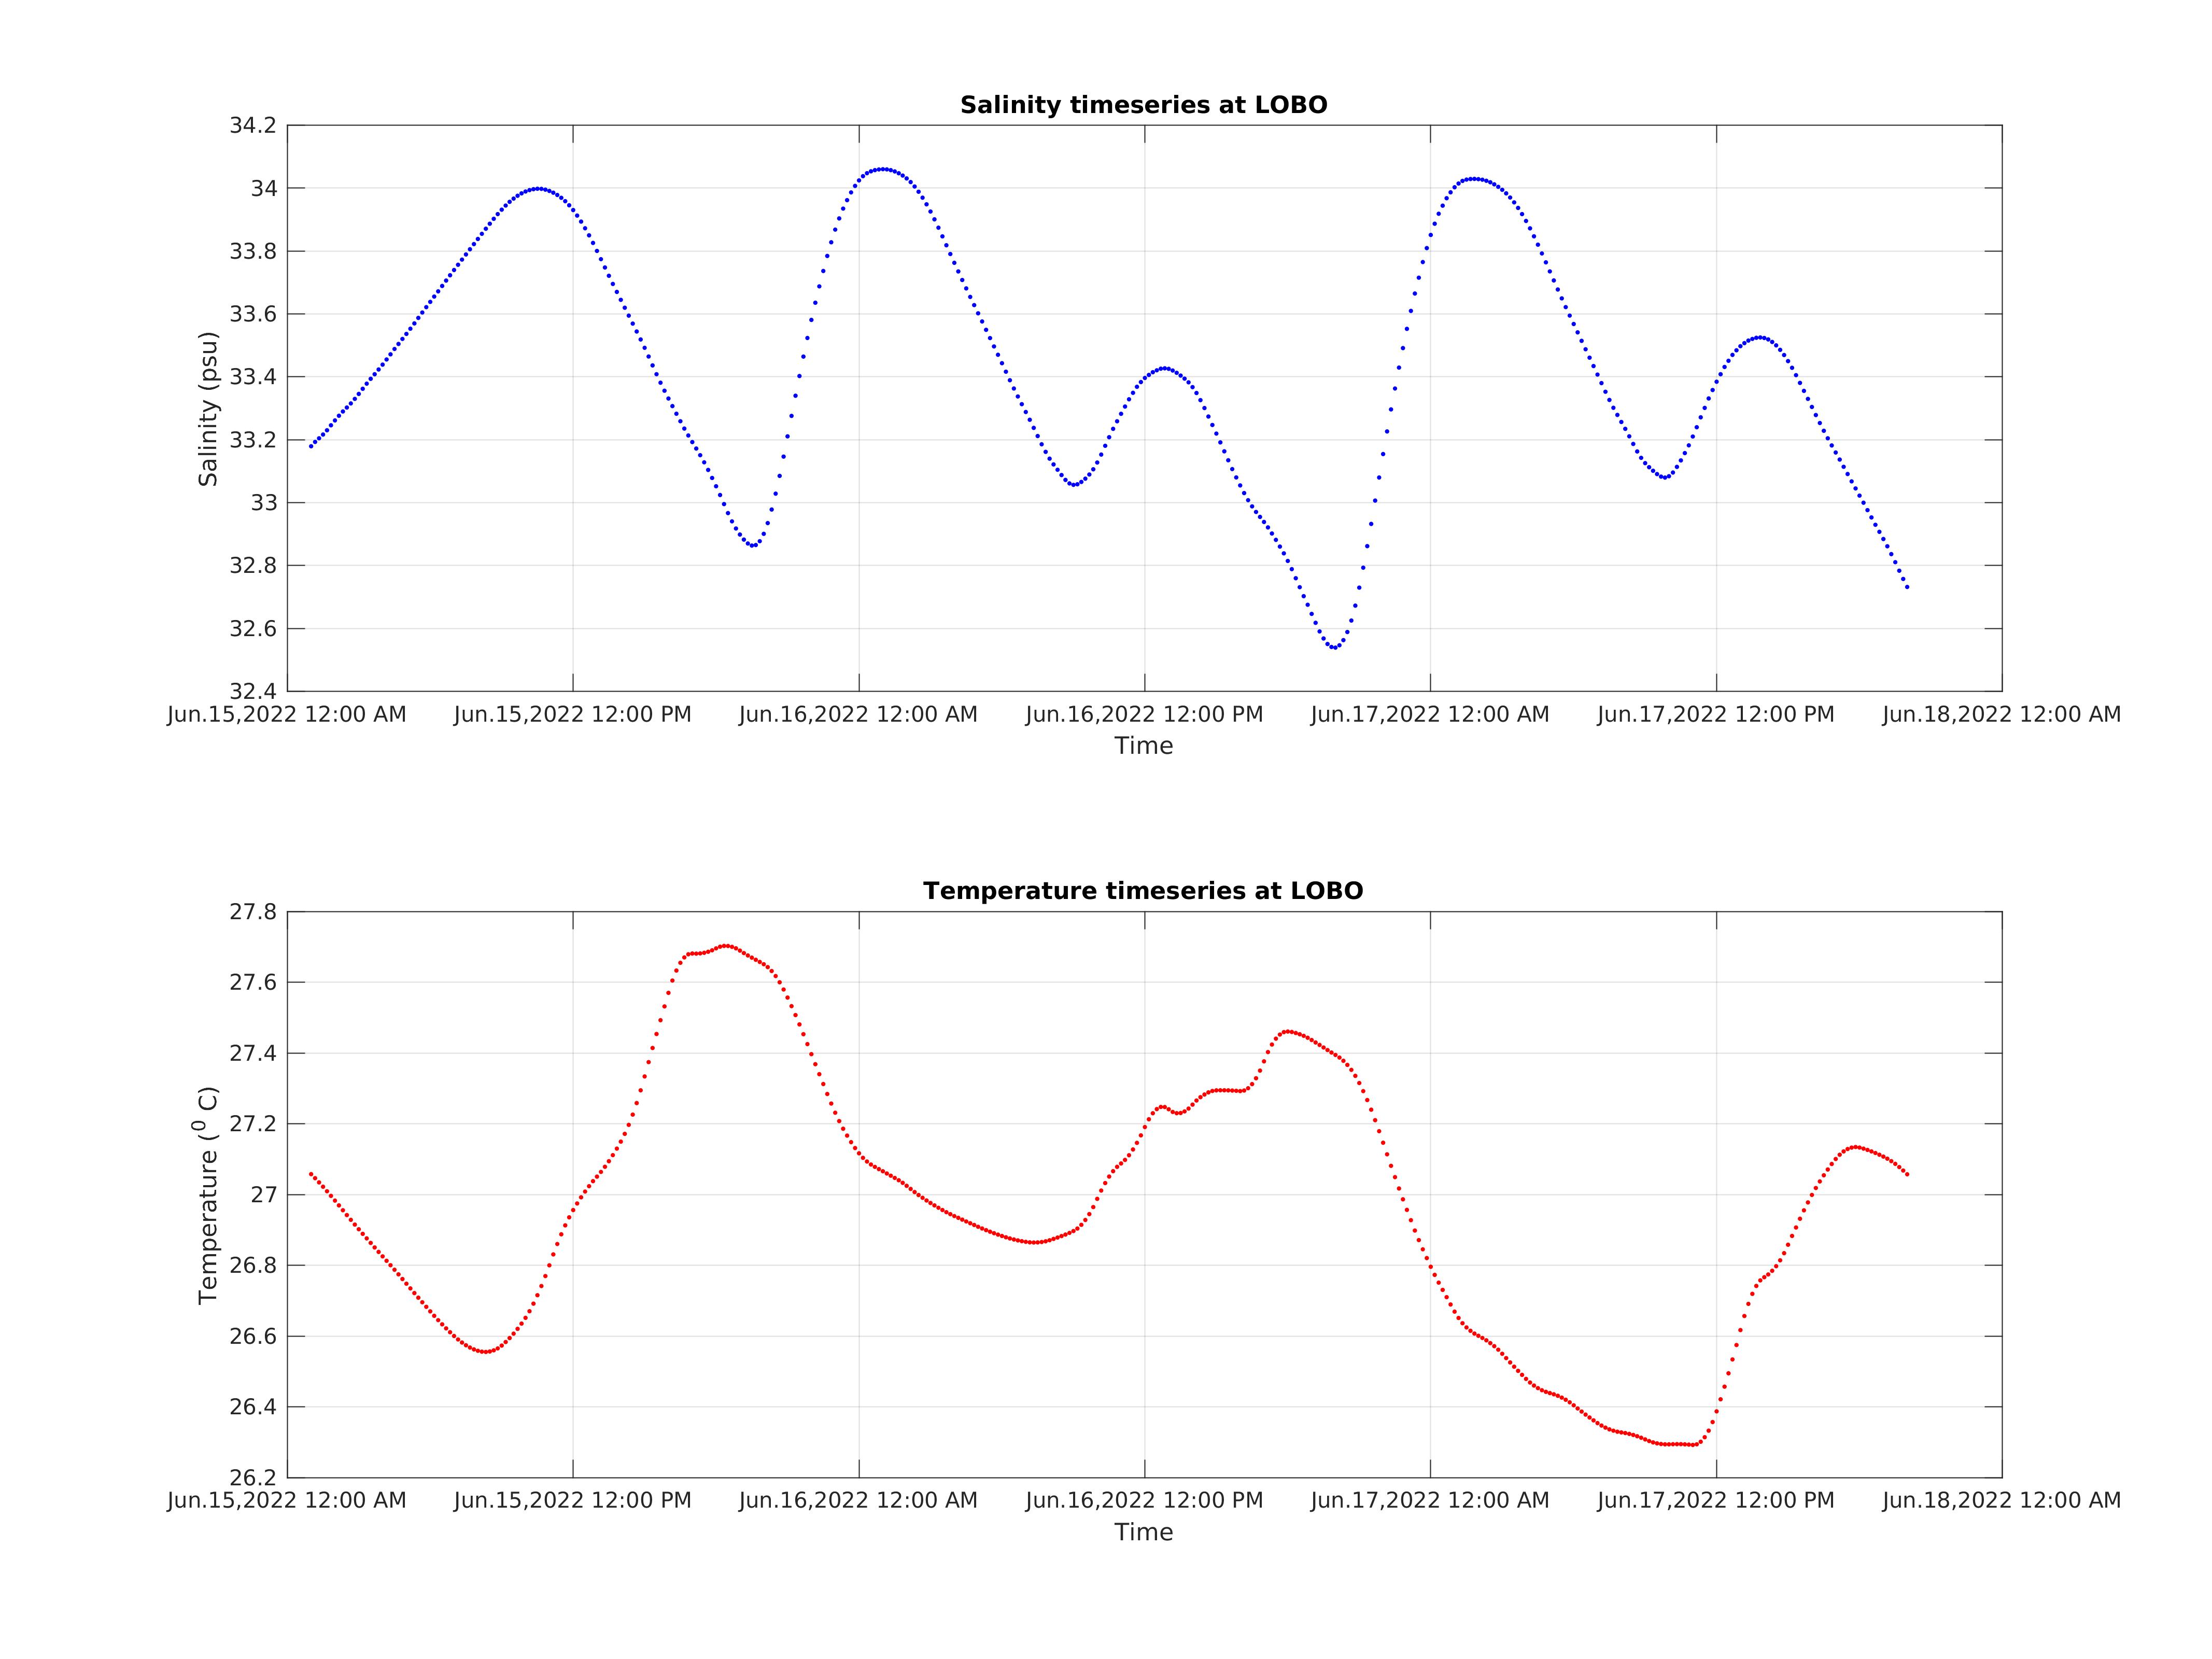 Salinity timeseries at LOBO
34.2
34
33.8
33.6
33.4
33.2
33
32.8
32.6
32.4
Salinity (psu)
Jun.15,2022 12:00 AM Jun.15,2022 12:00 PM Jun.16,2022 12:00 AM Jun.16,2022 12:00 PM Jun.17,2022 12:00 AM Jun.17,2022 12:00 PM Jun.18,2022 12:00 AM
Time
Temperature timeseries at LOBO
27.8
27.6
27.4
27.2
27
26.8
26.6
26.4
26.2
Temperature (⁰ C)
Jun.15,2022 12:00 AM Jun.15,2022 12:00 PM Jun.16,2022 12:00 AM Jun.16,2022 12:00 PM Jun.17,2022 12:00 AM Jun.17,2022 12:00 PM Jun.18,2022 12:00 AM
Time